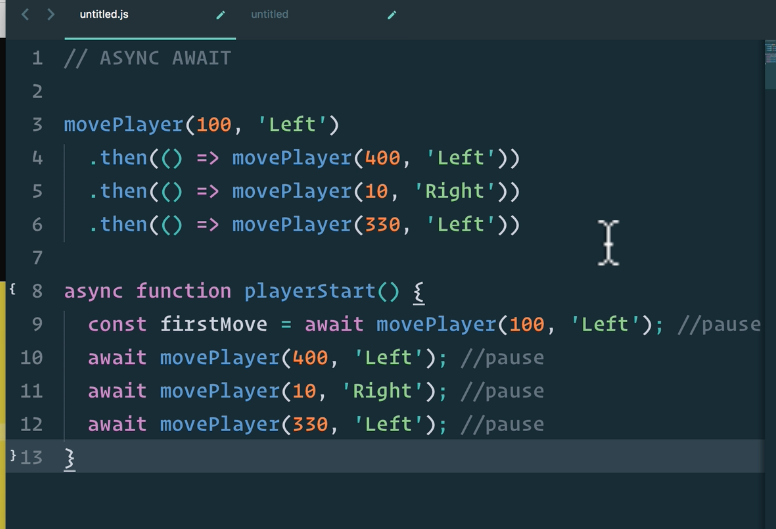 untitled.js untitled
1 // ASYNC AWAIT
2
3 movePlayer(100, 'Left')
4 .then(() => movePlayer(400, 'Left'))
5 .then(() => movePlayer(10, 'Right'))
6 .then(() => movePlayer(330, 'Left'))
7
{ 8 async function playerStart() {
9 const firstMove = await movePlayer(100, 'Left'); //pause
10 await movePlayer(400, 'Left'); //pause
11 await movePlayer(10, 'Right'); //pause
12 await movePlayer(330, 'Left'); //pause
} 13 }